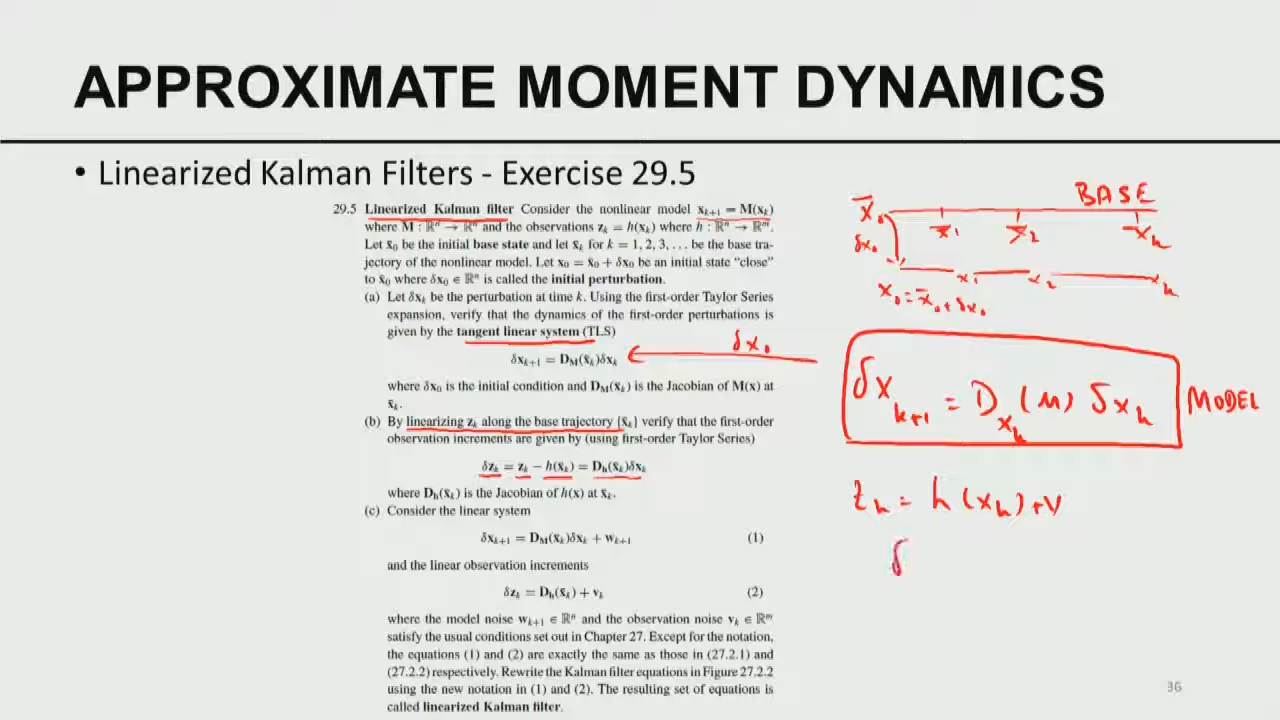 APPROXIMATE MOMENT DYNAMICS
• Linearized Kalman Filters - Exercise 29.5
29.5 Linearized Kalman filter Consider the nonlinear model x̄ₖ₊₁ = M(xₖ)
where M : ℝⁿ → ℝⁿ and the observations zₖ = h(xₖ) where h : ℝⁿ → ℝᵐ.
Let x̄₀ be the initial base state and let x̄ₖ for k = 1, 2, 3, . . . be the base tra-
jectory of the nonlinear model. Let x₀ = x̄₀ + δx₀ be an initial state “close”
to x̄₀ where δx₀ ∈ ℝⁿ is called the initial perturbation.
(a) Let δxₖ be the perturbation at time k. Using the first-order Taylor Series
expansion, verify that the dynamics of the first-order perturbations is
given by the tangent linear system (TLS)
δxₖ₊₁ = D_M(x̄ₖ)δxₖ
where δx₀ is the initial condition and D_M(x̄ₖ) is the Jacobian of M(x) at
x̄ₖ.
(b) By linearizing zₖ along the base trajectory {x̄ₖ} verify that the first-order
observation increments are given by (using first-order Taylor Series)
δzₖ = zₖ − h(x̄ₖ) = D_h(x̄ₖ)δxₖ
where D_h(x̄ₖ) is the Jacobian of h(x) at x̄ₖ.
(c) Consider the linear system
δxₖ₊₁ = D_M(x̄ₖ)δxₖ + wₖ₊₁ (1)
and the linear observation increments
δzₖ = D_h(x̄ₖ) + vₖ (2)
where the model noise wₖ₊₁ ∈ ℝⁿ and the observation noise vₖ ∈ ℝᵐ
satisfy the usual conditions set out in Chapter 27. Except for the notation,
the equations (1) and (2) are exactly the same as those in (27.2.1) and
(27.2.2) respectively. Rewrite the Kalman filter equations in Figure 27.2.2
using the new notation in (1) and (2). The resulting set of equations is
called linearized Kalman filter.
BASE
x̄₀
x̄₁ x̄₂ x̄ₖ
δx₀
x₁ x₂ xₖ
x₀ = x̄₀ + δx₀
δx₀
δxₖ₊₁ = D_xₖ(M) δxₖ MODEL
zₖ = h(xₖ) + v
δ
36